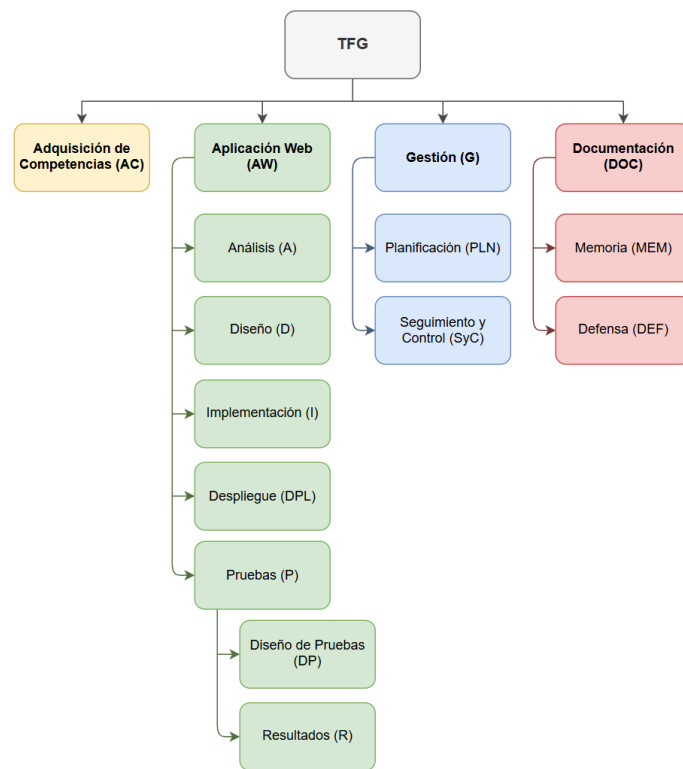 TFG
Adquisición de
Competencias (AC)
Aplicación Web
(AW)
Gestión (G)
Documentación
(DOC)
Análisis (A)
Planificación (PLN)
Memoria (MEM)
Diseño (D)
Seguimiento y
Control (SyC)
Defensa (DEF)
Implementación (I)
Despliegue (DPL)
Pruebas (P)
Diseño de Pruebas
(DP)
Resultados (R)